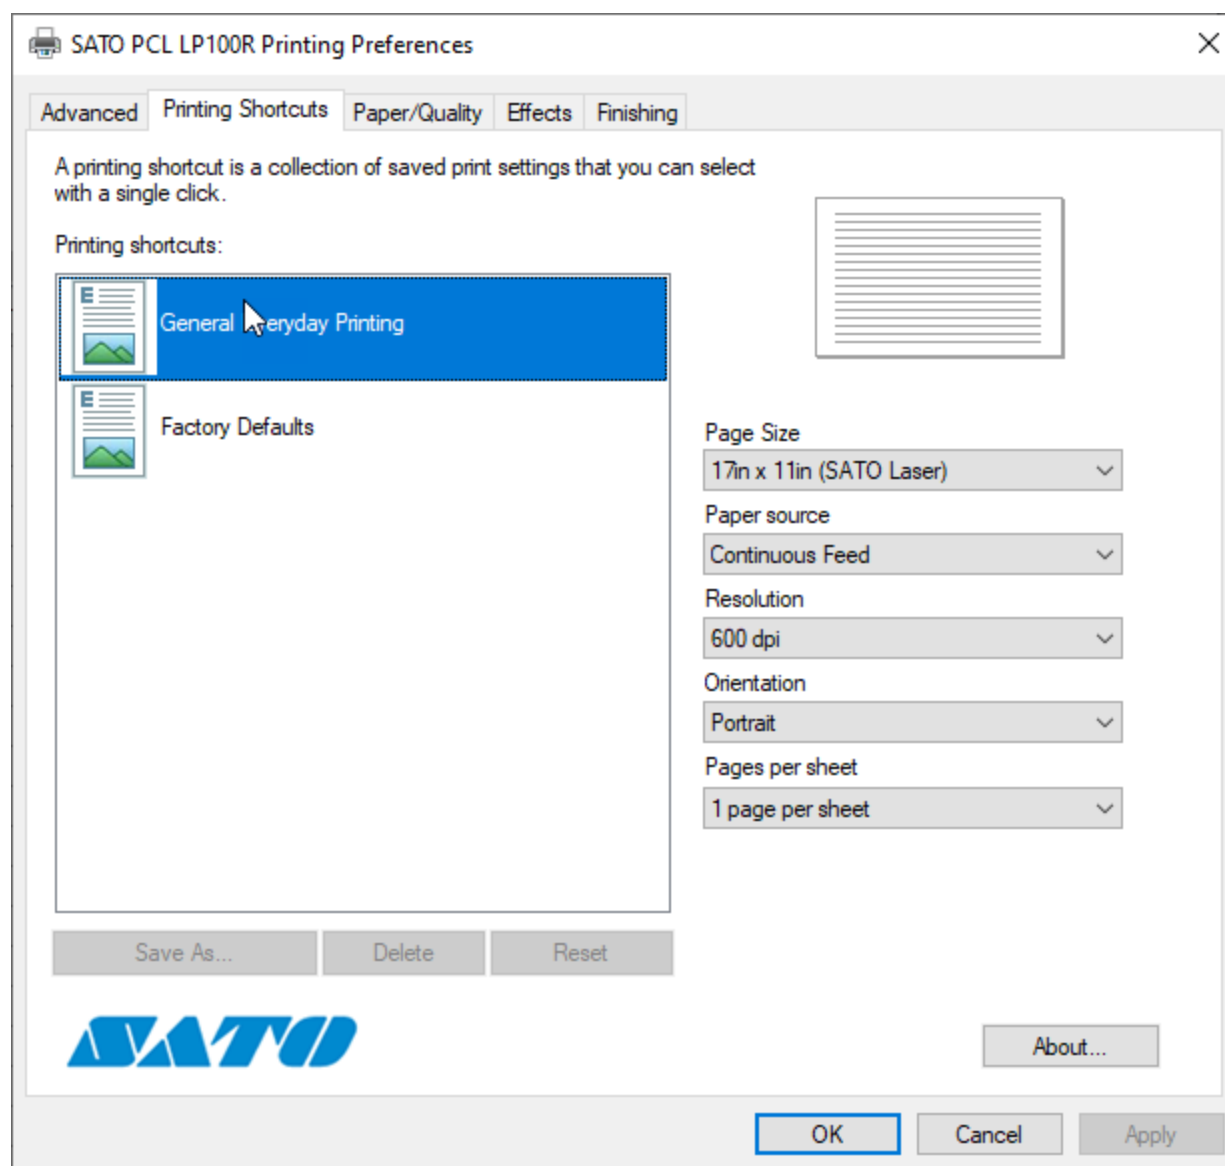 SATO PCL LP100R Printing Preferences
Advanced
Printing Shortcuts
Paper/Quality
Effects
Finishing
A printing shortcut is a collection of saved print settings that you can select
with a single click.
Printing shortcuts:
E
General Everyday Printing
E
Factory Defaults
Page Size
17in x 11in (SATO Laser)
Paper source
Continuous Feed
Resolution
600 dpi
Orientation
Portrait
Pages per sheet
1 page per sheet
Save As...
Delete
Reset
SATO
About...
OK
Cancel
Apply